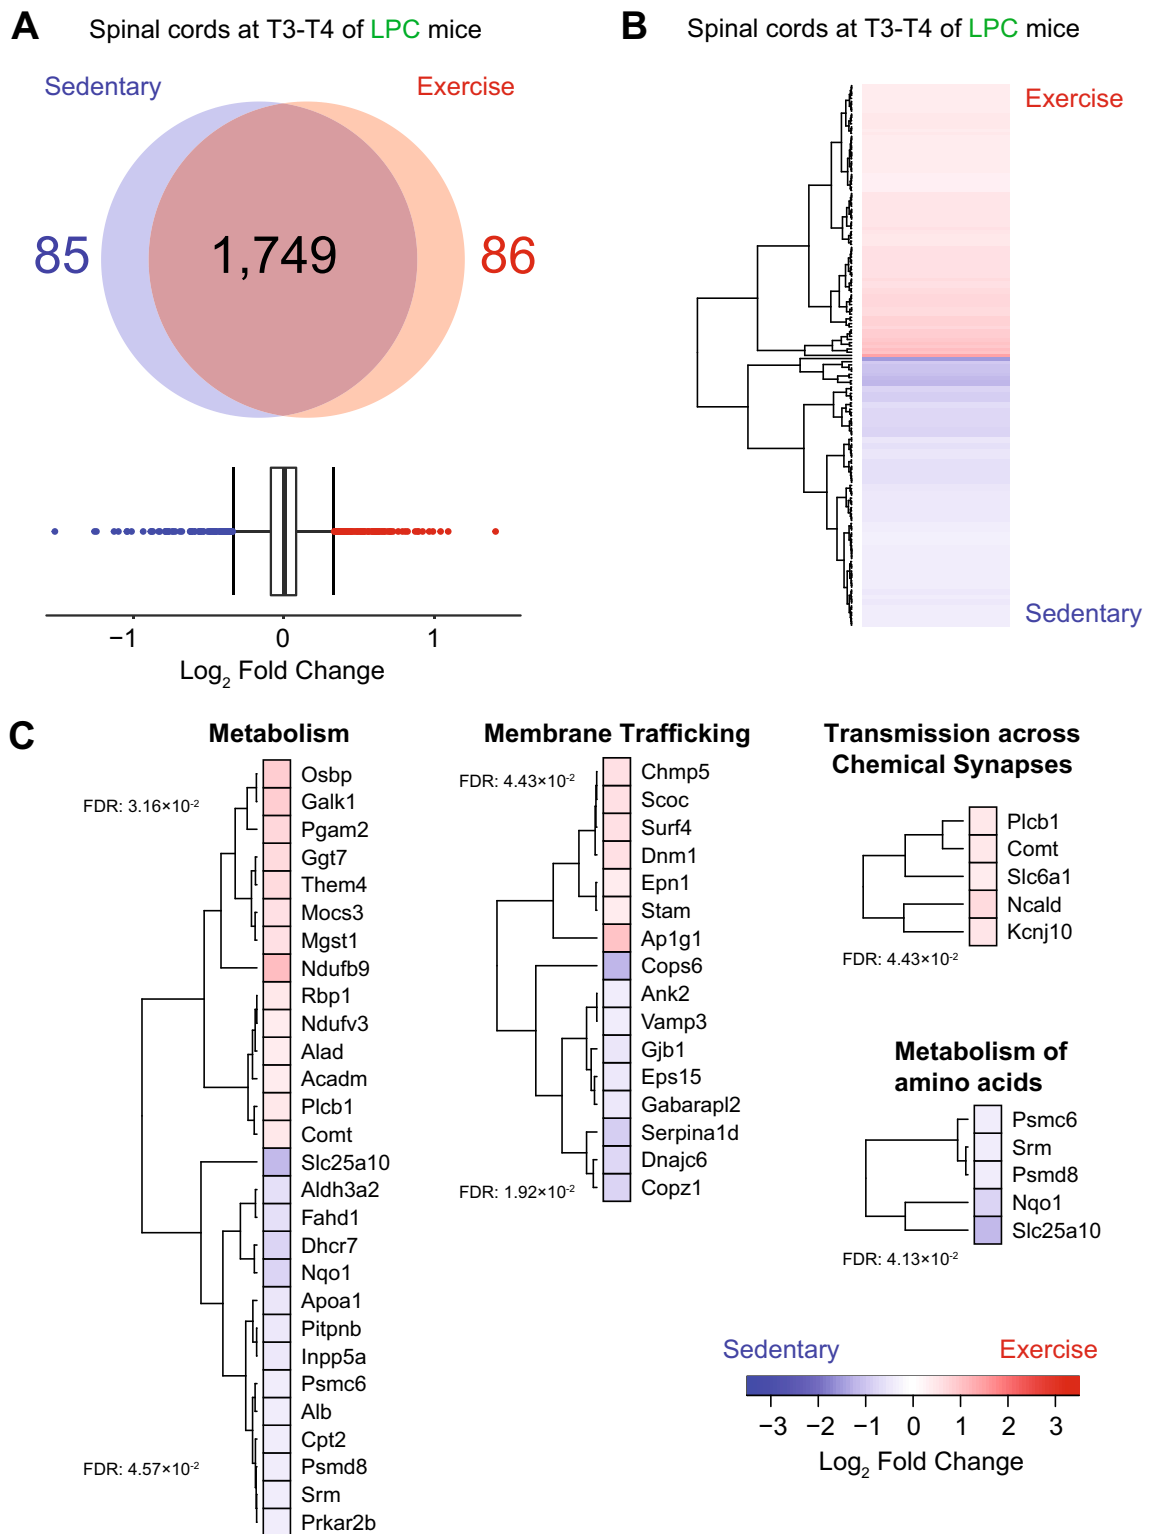 A
Spinal cords at T3-T4 of LPC mice
Sedentary
Exercise
85
1,749
86
−1
0
1
Log2 Fold Change
B
Spinal cords at T3-T4 of LPC mice
Exercise
Sedentary
C
Metabolism
FDR: 3.16×10-2
Osbp
Galk1
Pgam2
Ggt7
Them4
Mocs3
Mgst1
Ndufb9
Rbp1
Ndufv3
Alad
Acadm
Plcb1
Comt
Slc25a10
Aldh3a2
Fahd1
Dhcr7
Nqo1
Apoa1
Pitpnb
Inpp5a
Psmc6
Alb
Cpt2
Psmd8
Srm
Prkar2b
FDR: 4.57×10-2
Membrane Trafficking
FDR: 4.43×10-2
Chmp5
Scoc
Surf4
Dnm1
Epn1
Stam
Ap1g1
Cops6
Ank2
Vamp3
Gjb1
Eps15
Gabarapl2
Serpina1d
Dnajc6
Copz1
FDR: 1.92×10-2
Transmission across
Chemical Synapses
Plcb1
Comt
Slc6a1
Ncald
Kcnj10
FDR: 4.43×10-2
Metabolism of
amino acids
Psmc6
Srm
Psmd8
Nqo1
Slc25a10
FDR: 4.13×10-2
Sedentary
Exercise
−3 −2 −1 0 1 2 3
Log2 Fold Change